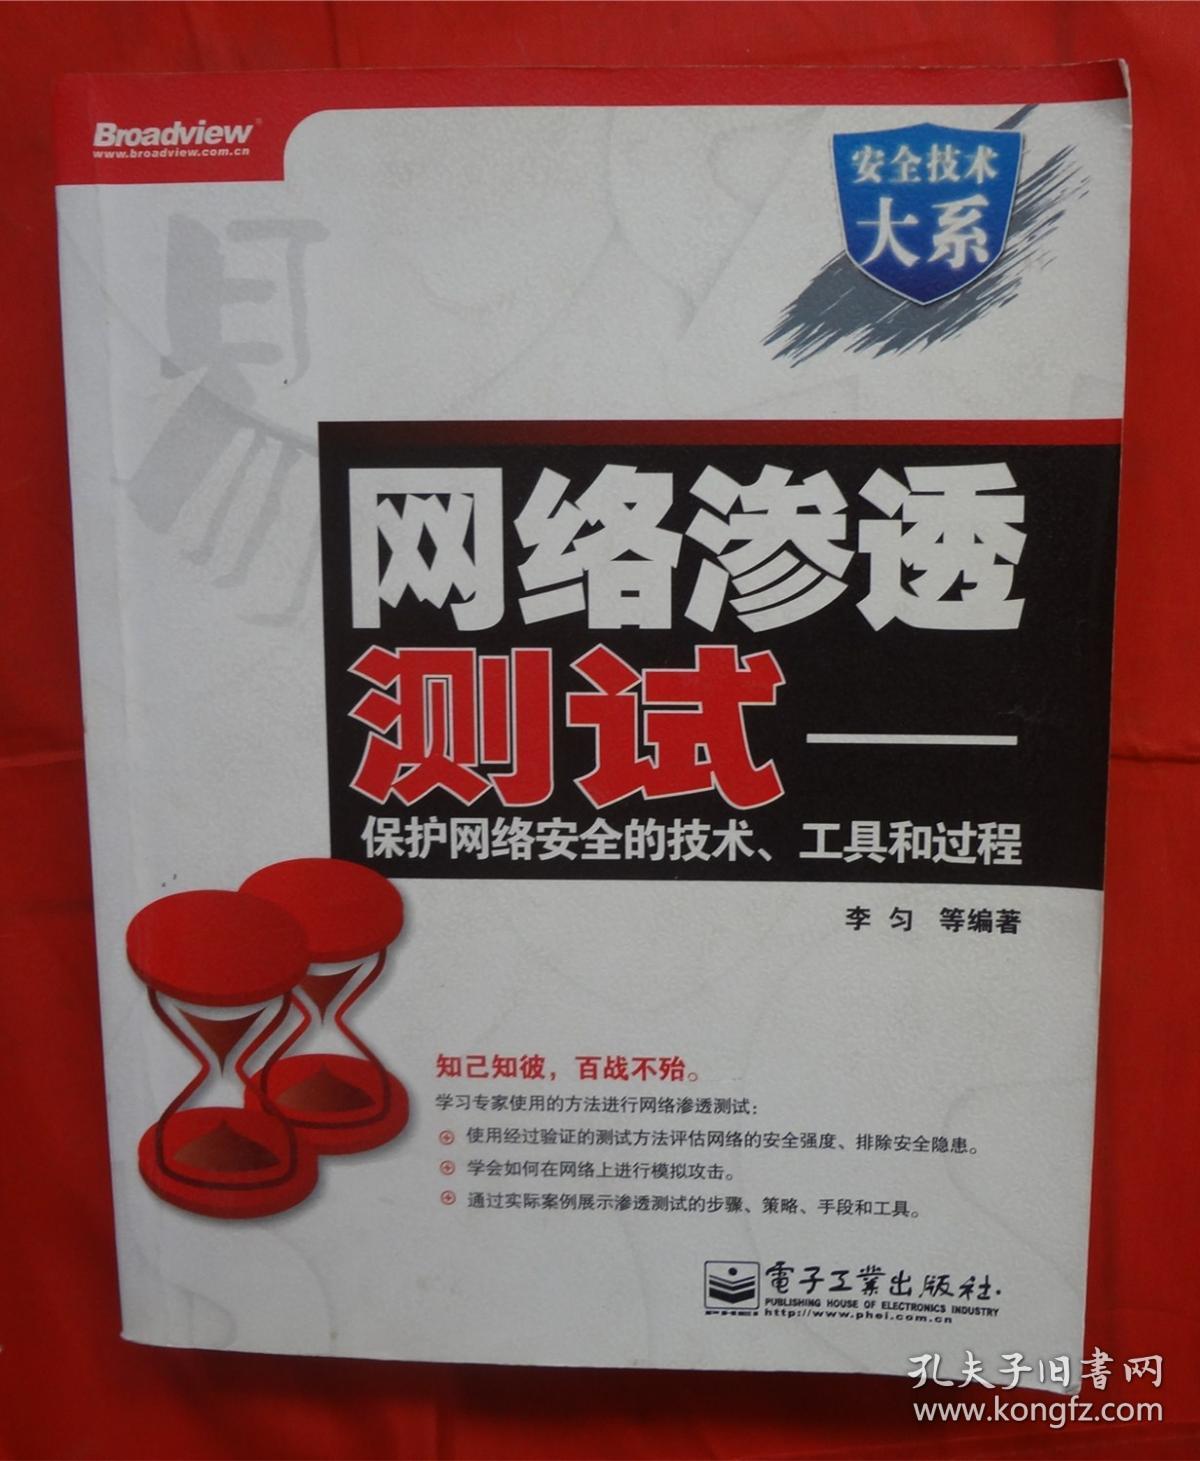 Broadview®
www.broadview.com.cn
安全技术
大系
易
网络渗透
测试——
保护网络安全的技术、工具和过程
李匀 等编著
知己知彼，百战不殆。
学习专家使用的方法进行网络渗透测试：
使用经过验证的测试方法评估网络的安全强度、排除安全隐患。
学会如何在网络上进行模拟攻击。
通过实际案例展示渗透测试的步骤、策略、手段和工具。
電子工業出版社
PUBLISHING HOUSE OF ELECTRONICS INDUSTRY
PHEI http://www.phei.com.cn
孔夫子旧書网
www.kongfz.com